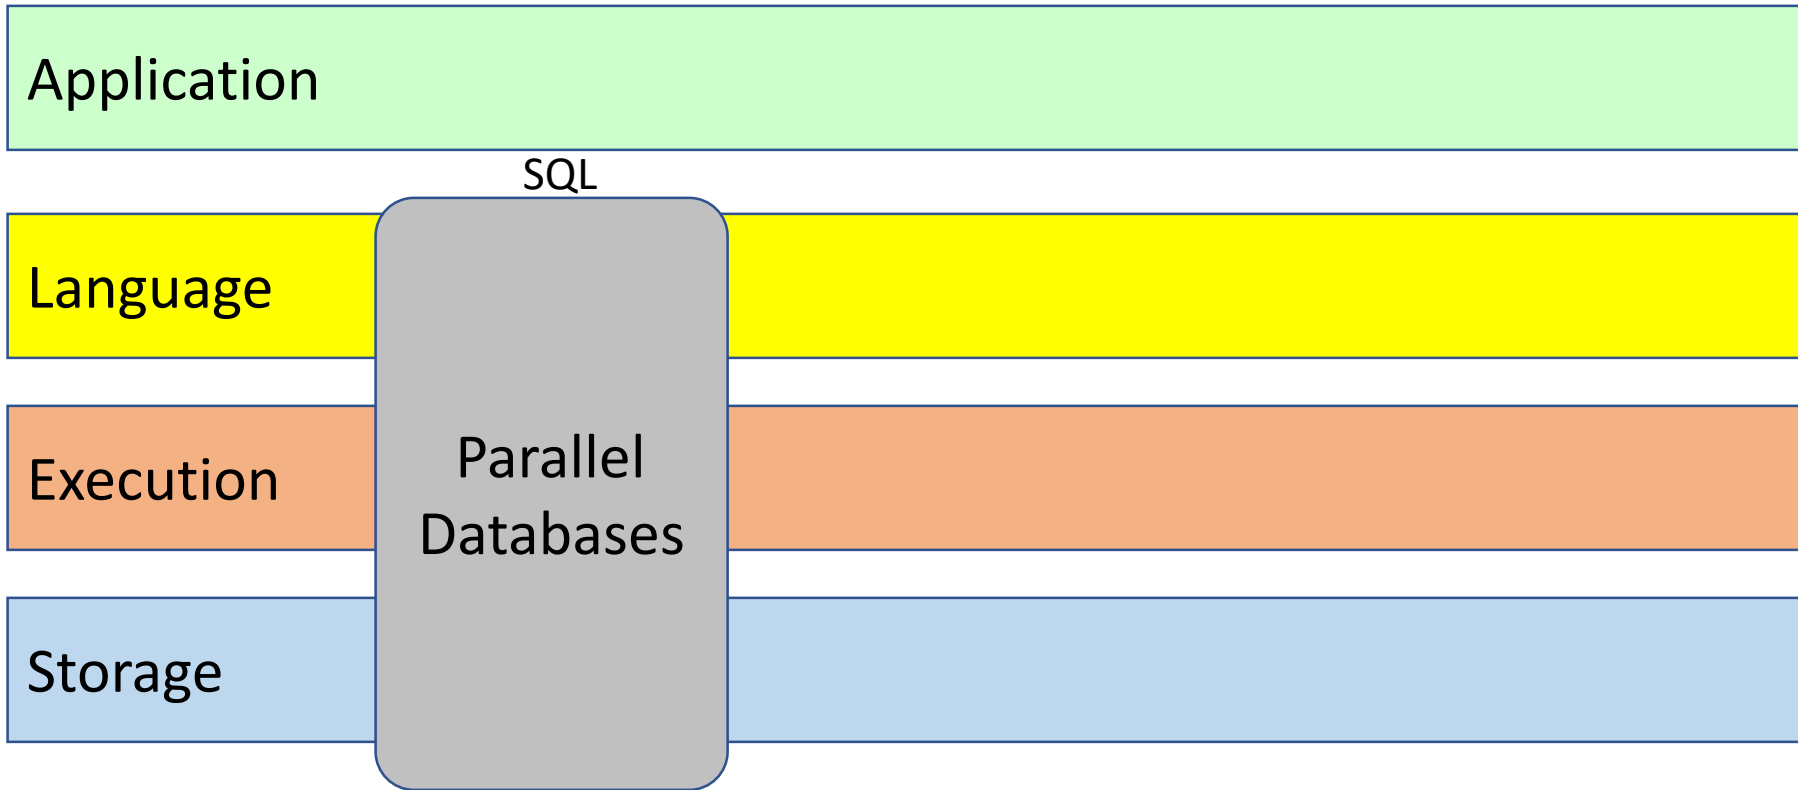 Application
SQL
Language
Execution
Parallel
Databases
Storage